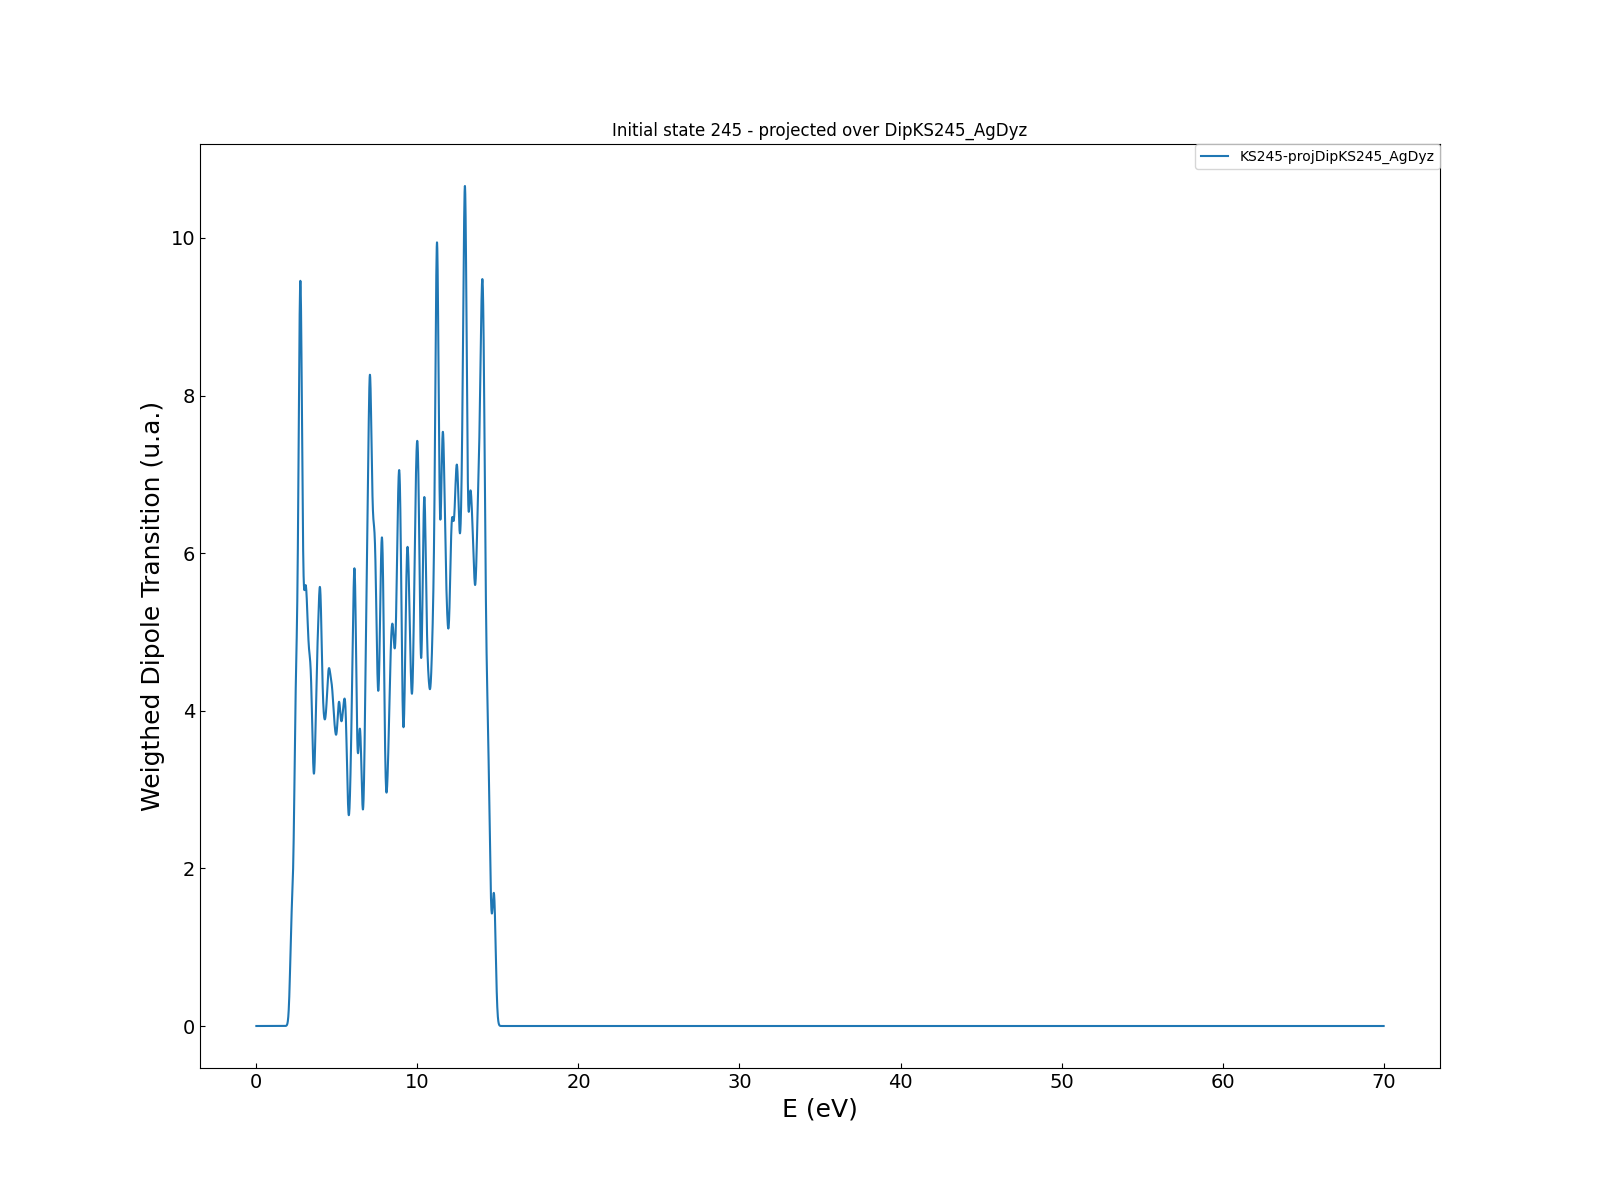 Initial state 245 - projected over DipKS245_AgDyz
KS245-projDipKS245_AgDyz
Weigthed Dipole Transition (u.a.)
10
8
6
4
2
0
0 10 20 30 40 50 60 70
E (eV)